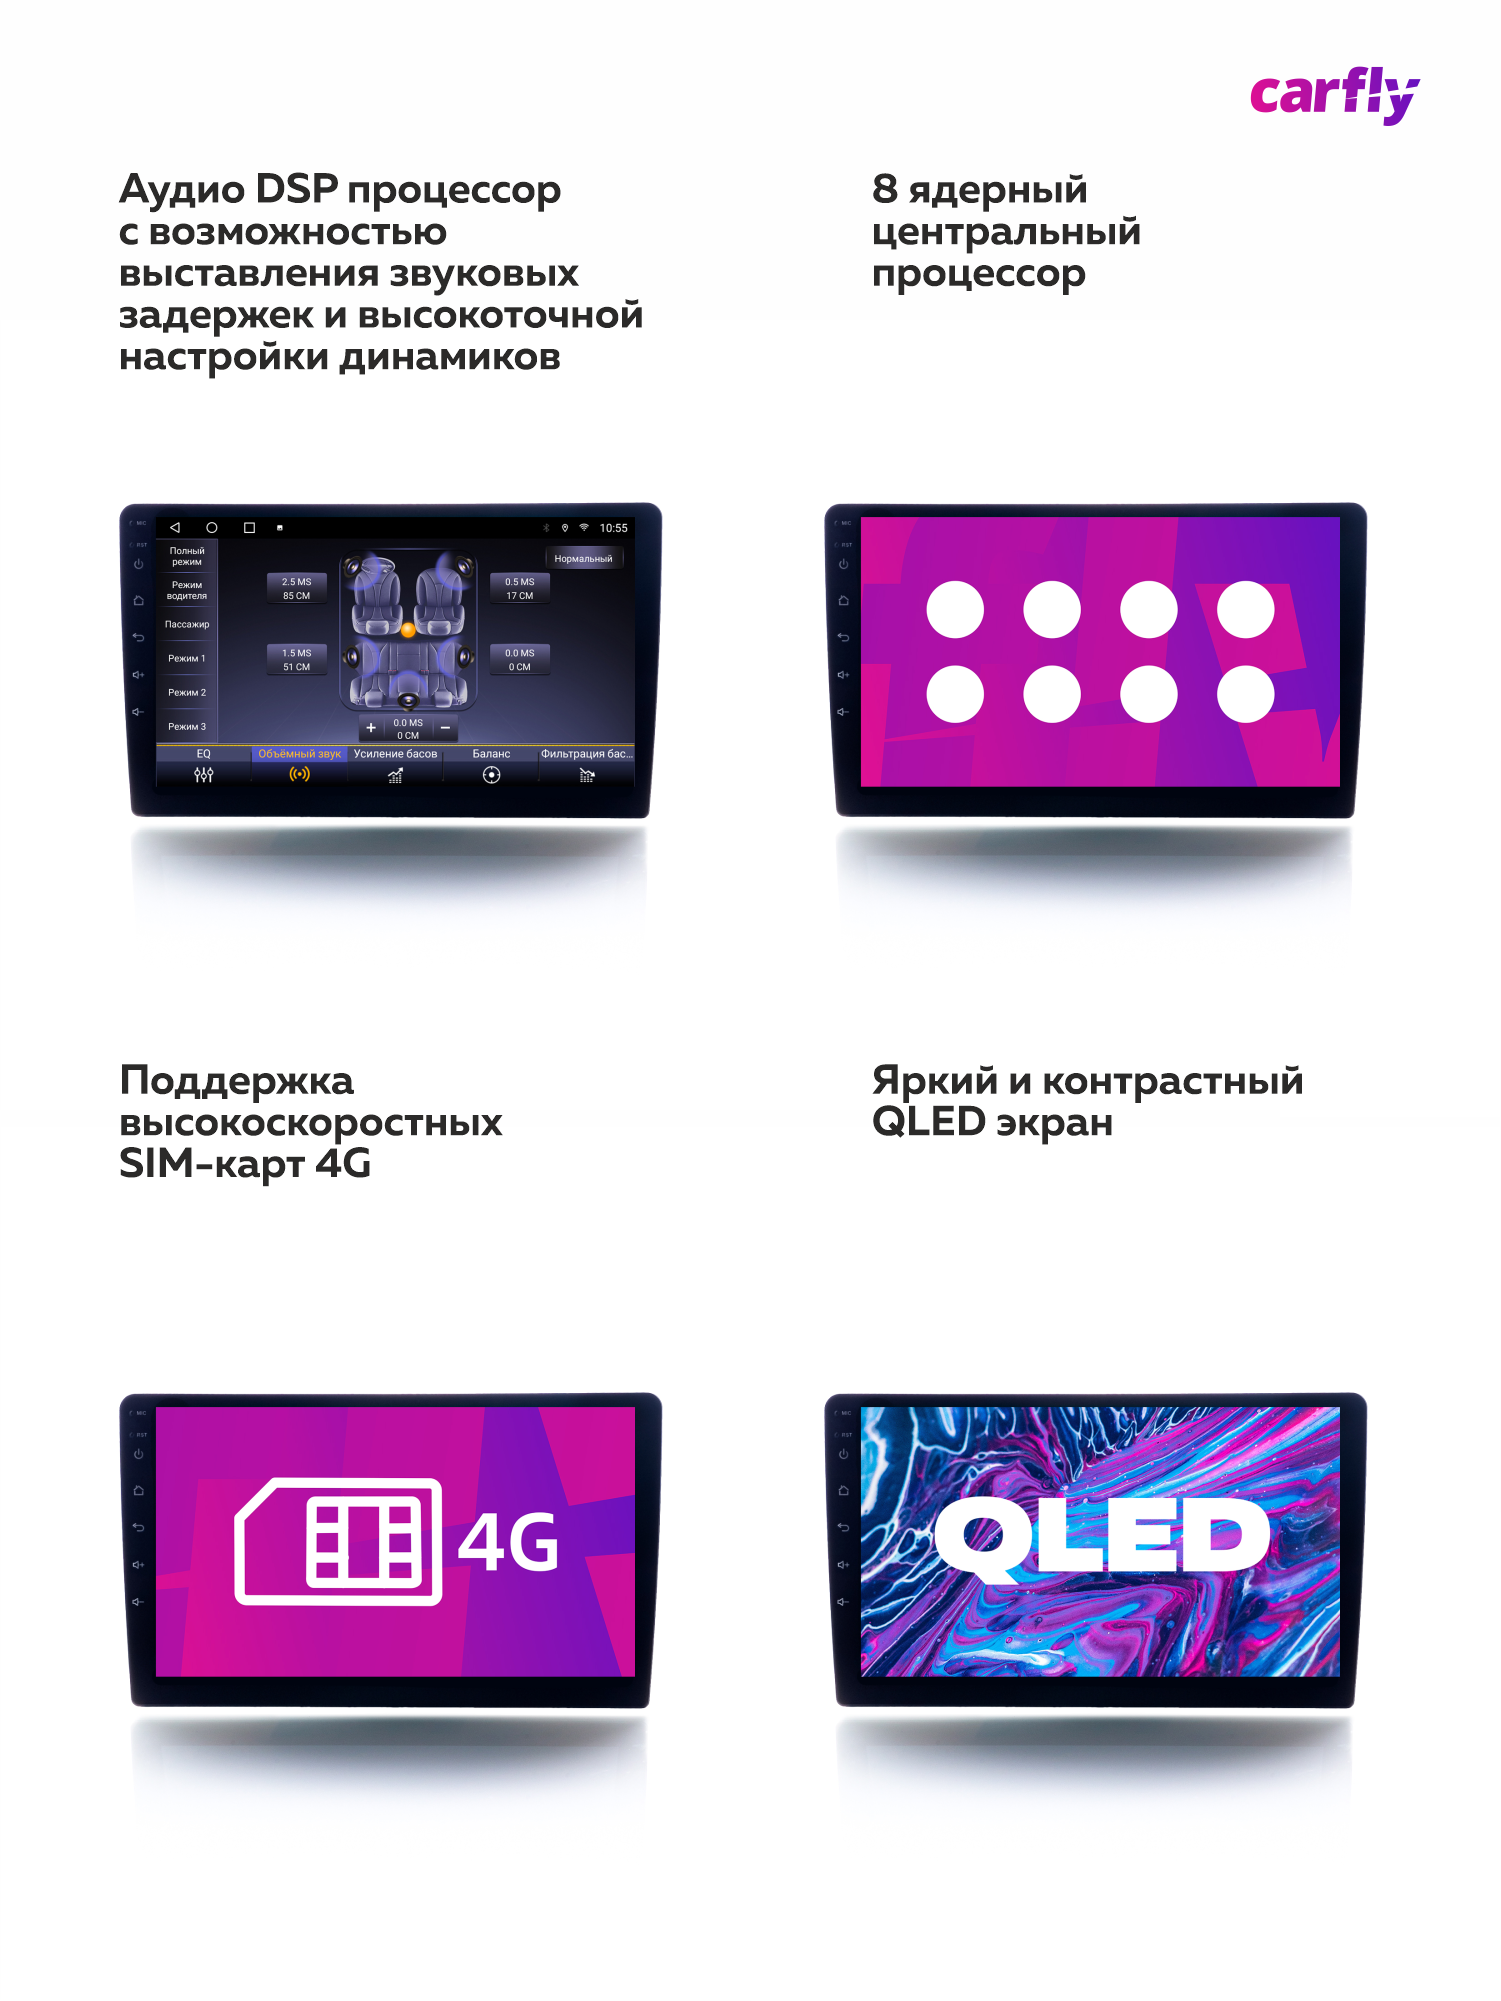 carfly
Аудио DSP процессор
с возможностью
выставления звуковых
задержек и высокоточной
настройки динамиков
8 ядерный
центральный
процессор
MIC
RST
10:55
Полный
режим
Режим
водителя
Пассажир
Режим 1
Режим 2
Режим 3
Нормальный
2.5 MS
85 CM
0.5 MS
17 CM
1.5 MS
51 CM
0.0 MS
0 CM
+ 0.0 MS −
0 CM
EQ Объёмный звук Усиление басов Баланс Фильтрация бас...
MIC
RST
Поддержка
высокоскоростных
SIM-карт 4G
Яркий и контрастный
QLED экран
MIC
RST
4G
MIC
RST
QLED